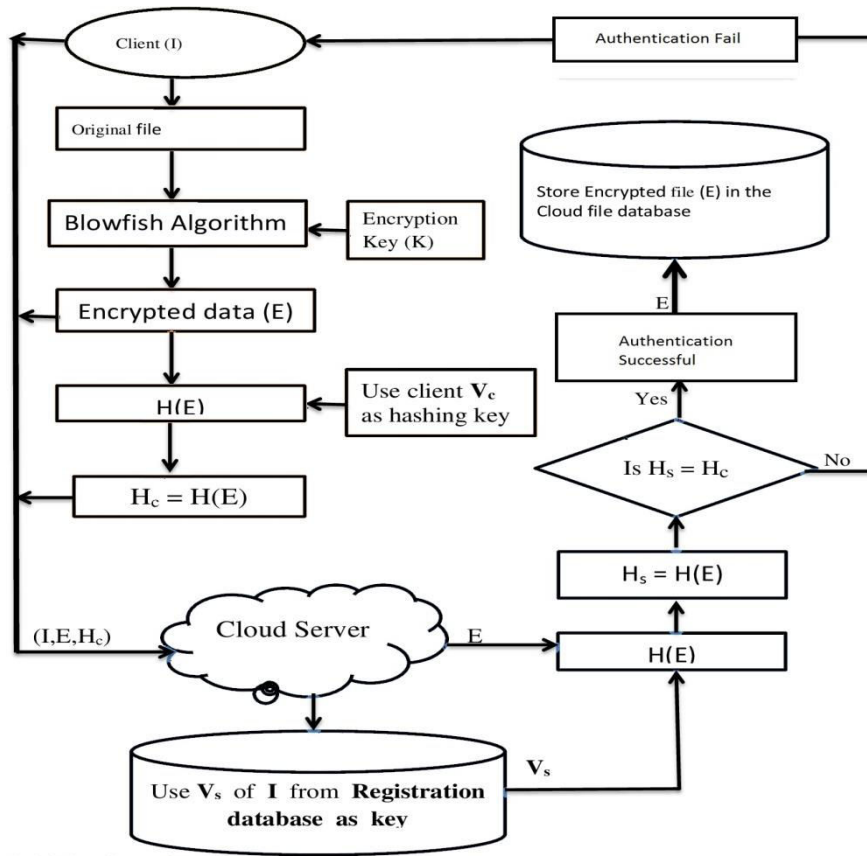 Client (I)
Authentication Fail
Original file
Blowfish Algorithm
Encryption
Key (K)
Store Encrypted file (E) in the
Cloud file database
Encrypted data (E)
E
Authentication
Successful
H(E)
Use client Vc
as hashing key
Yes
Is Hs = Hc
No
Hc = H(E)
Hs = H(E)
(I,E,Hc)
Cloud Server
E
H(E)
Use Vs of I from Registration
database as key
Vs